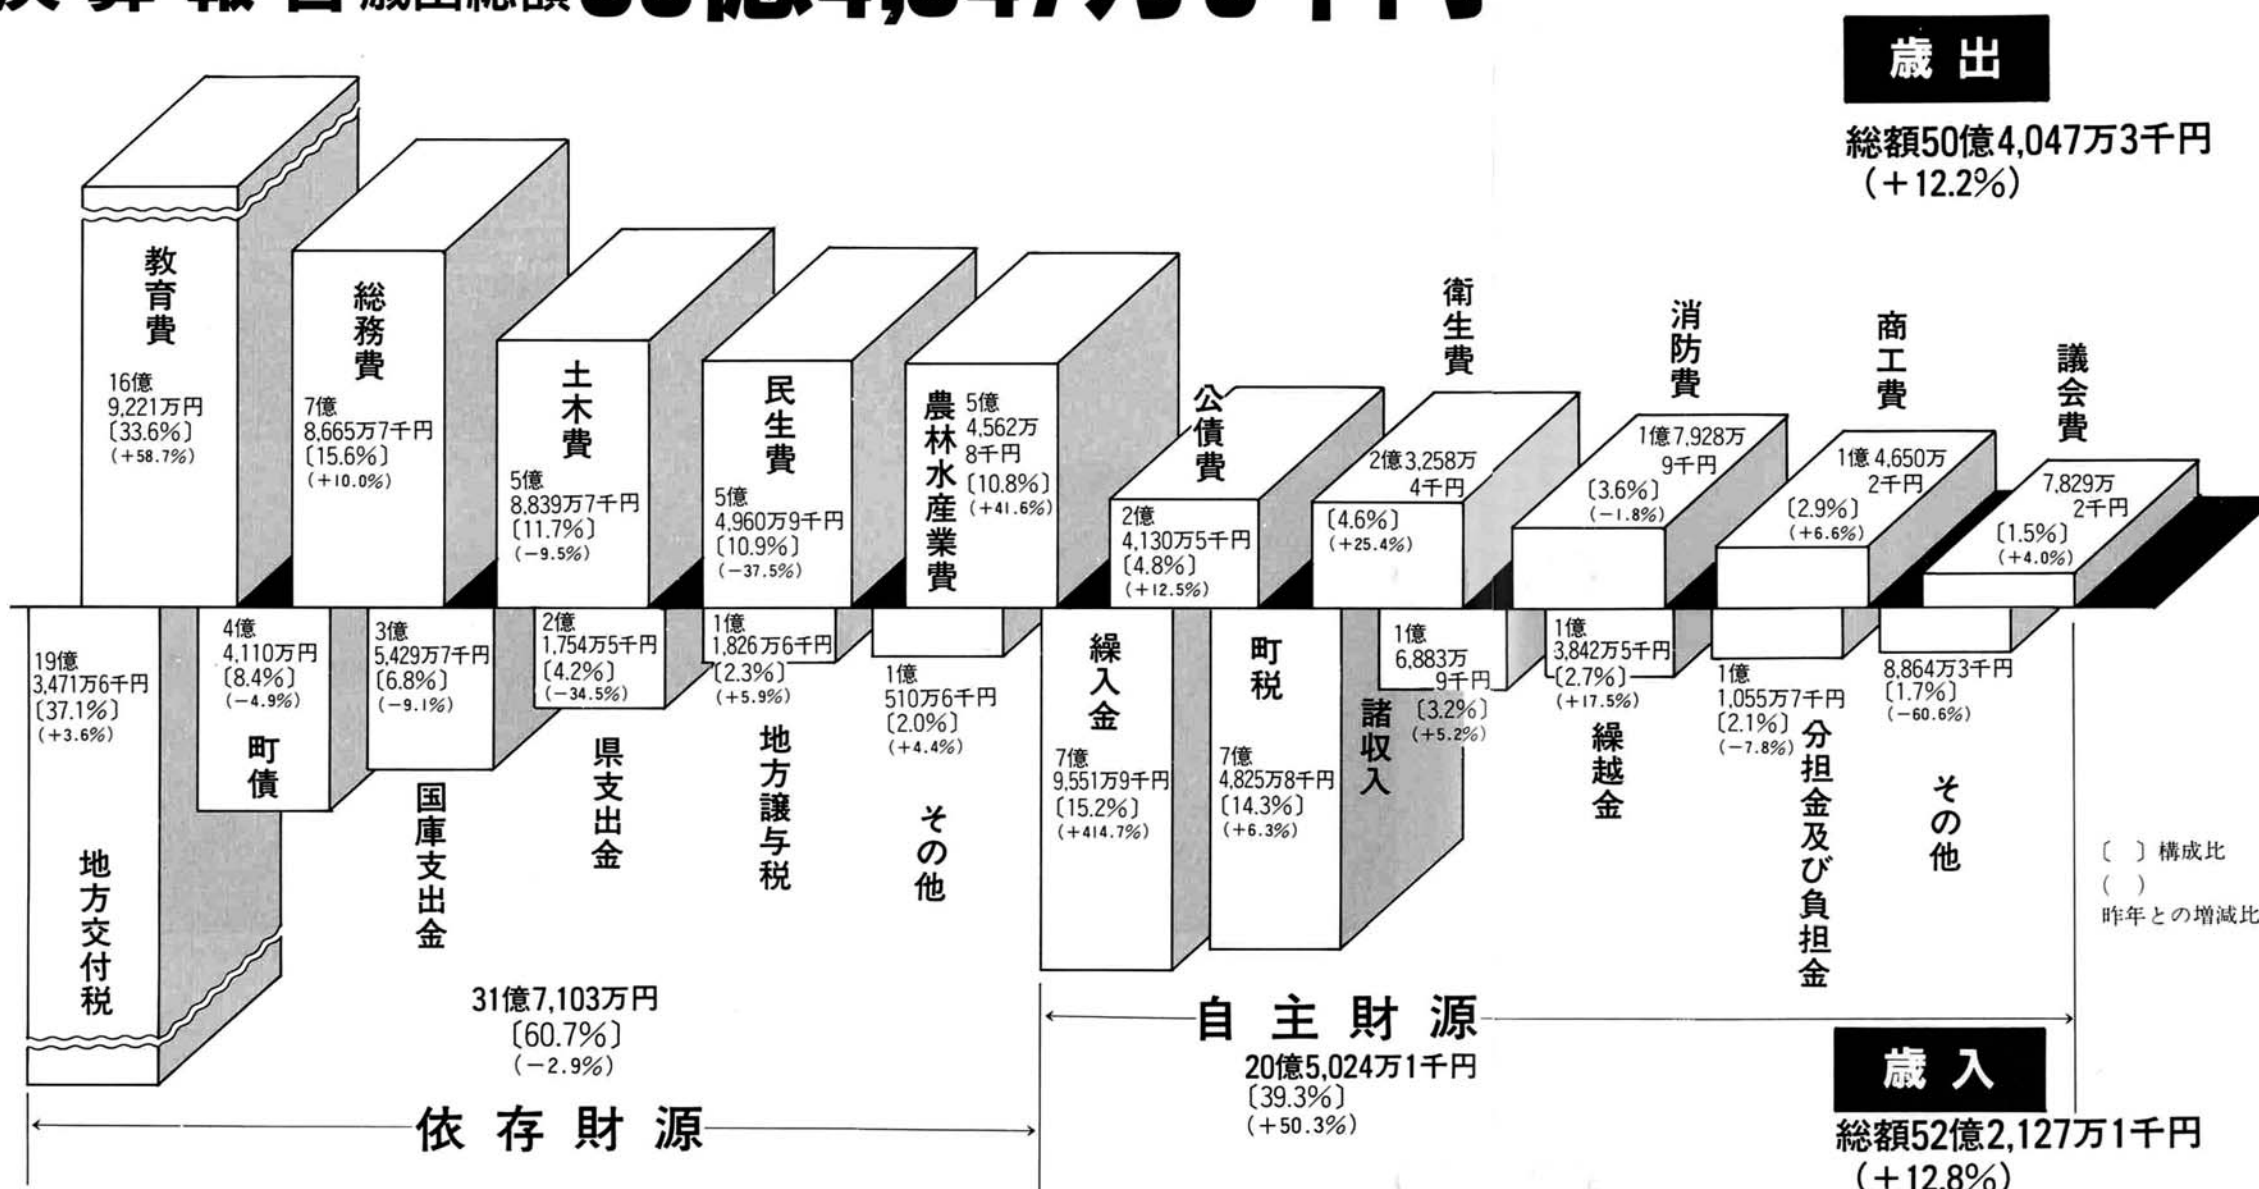 決算報告 歳出総額50億4,047万3千円
歳出
総額50億4,047万3千円
(+12.2%)
教育費
16億
9,221万円
〔33.6%〕
(+58.7%)
総務費
7億
8,665万7千円
〔15.6%〕
(+10.0%)
土木費
5億
8,839万7千円
〔11.7%〕
(-9.5%)
民生費
5億
4,960万9千円
〔10.9%〕
(-37.5%)
農林水産業費
5億
4,562万
8千円
〔10.8%〕
(+41.6%)
公債費
2億
4,130万5千円
〔4.8%〕
(+12.5%)
衛生費
2億3,258万
4千円
〔4.6%〕
(+25.4%)
消防費
1億7,928万
9千円
〔3.6%〕
(-1.8%)
商工費
1億4,650万
2千円
〔2.9%〕
(+6.6%)
議会費
7,829万
2千円
〔1.5%〕
(+4.0%)
19億
3,471万6千円
〔37.1%〕
(+3.6%)
地方交付税
4億
4,110万円
〔8.4%〕
(-4.9%)
町債
3億
5,429万7千円
〔6.8%〕
(-9.1%)
国庫支出金
2億
1,754万5千円
〔4.2%〕
(-34.5%)
県支出金
1億
1,826万6千円
〔2.3%〕
(+5.9%)
地方譲与税
1億
510万6千円
〔2.0%〕
(+4.4%)
その他
繰入金
7億
9,551万9千円
〔15.2%〕
(+414.7%)
町税
7億
4,825万8千円
〔14.3%〕
(+6.3%)
1億
6,883万
9千円
〔3.2%〕
(+5.2%)
諸収入
1億
3,842万5千円
〔2.7%〕
(+17.5%)
繰越金
1億
1,055万7千円
〔2.1%〕
(-7.8%)
分担金及び負担金
8,864万3千円
〔1.7%〕
(-60.6%)
その他
〔 〕構成比
( )
昨年との増減比
31億7,103万円
〔60.7%〕
(-2.9%)
依存財源
自主財源
20億5,024万1千円
〔39.3%〕
(+50.3%)
歳入
総額52億2,127万1千円
(+12.8%)